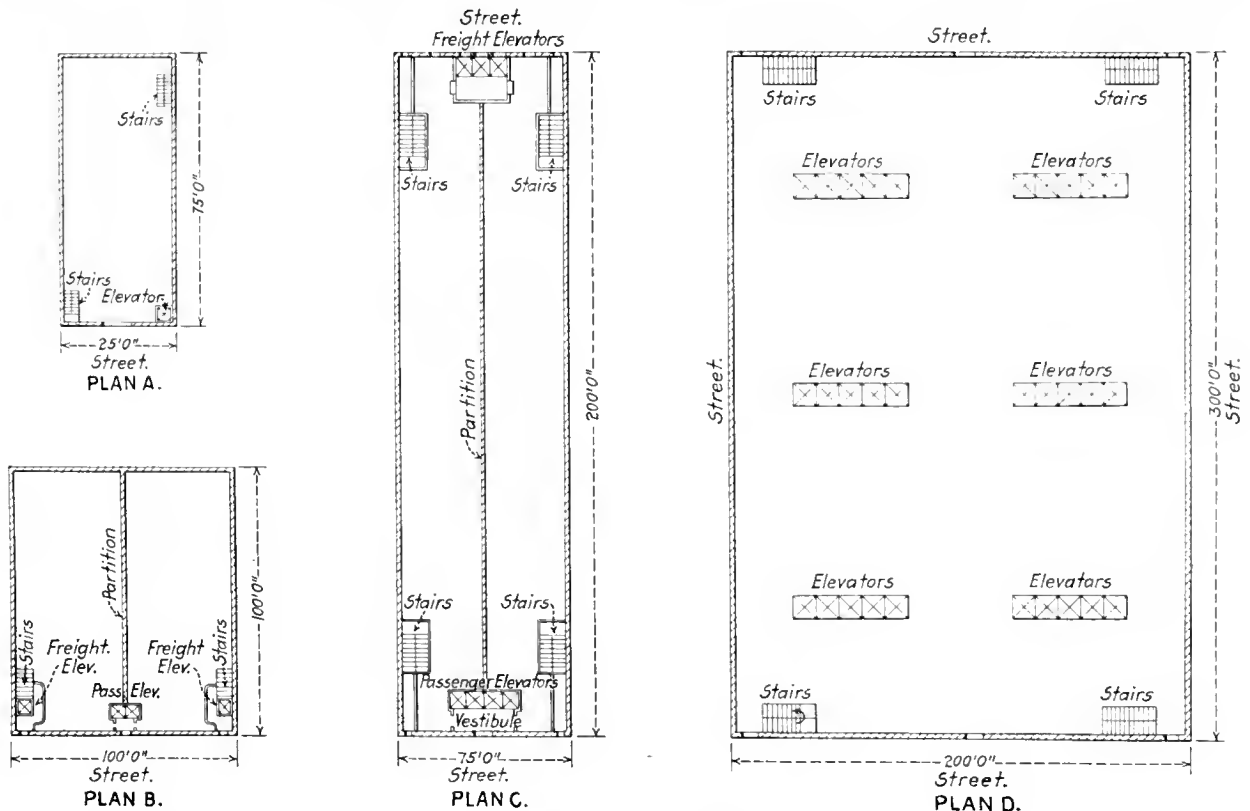 Stairs
Stairs
Elevator
75'0"
25'0"
Street.
PLAN A.
Partition
100'0"
Stairs
Freight.
Elev.
Pass. Elev.
Freight
Elev.
Stairs
100'0"
Street.
PLAN B.
Street.
Freight Elevators
Stairs
Stairs
Partition
200'0"
Stairs
Stairs
Passenger Elevators
Vestibule
75'0"
Street.
PLAN C.
Street.
Stairs
Stairs
Elevators
Elevators
Street.
Elevators
Elevators
300'0"
Street.
Elevators
Elevators
Stairs
Stairs
200'0"
Street.
PLAN D.